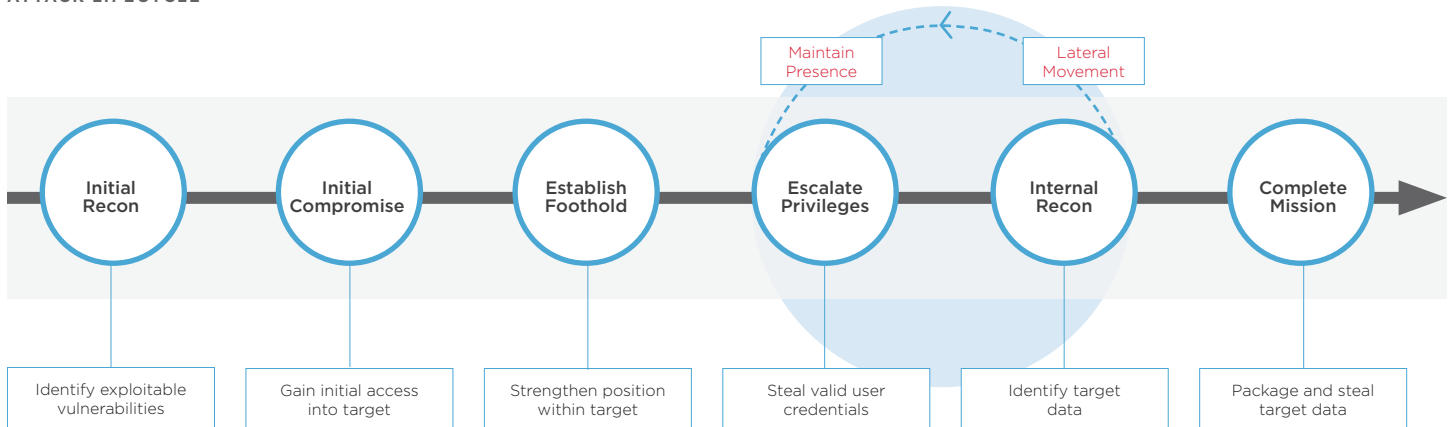 ATTACK LIFECYCLE
Maintain
Presence
Lateral
Movement
Initial
Recon
Initial
Compromise
Establish
Foothold
Escalate
Privileges
Internal
Recon
Complete
Mission
Identify exploitable
vulnerabilities
Gain initial access
into target
Strengthen position
within target
Steal valid user
credentials
Identify target
data
Package and steal
target data